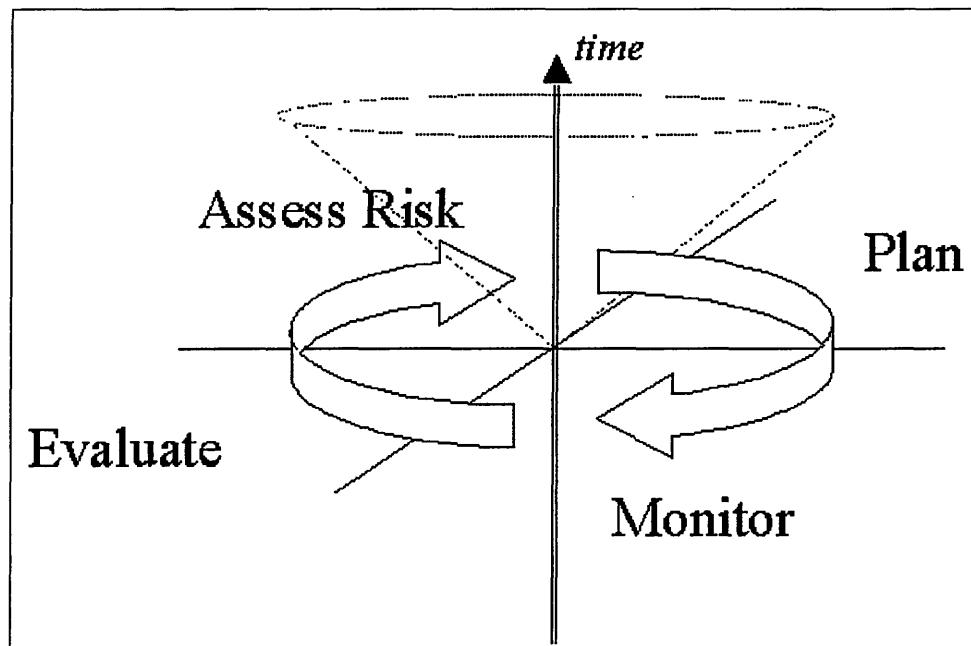 time
Assess Risk
Plan
Evaluate
Monitor